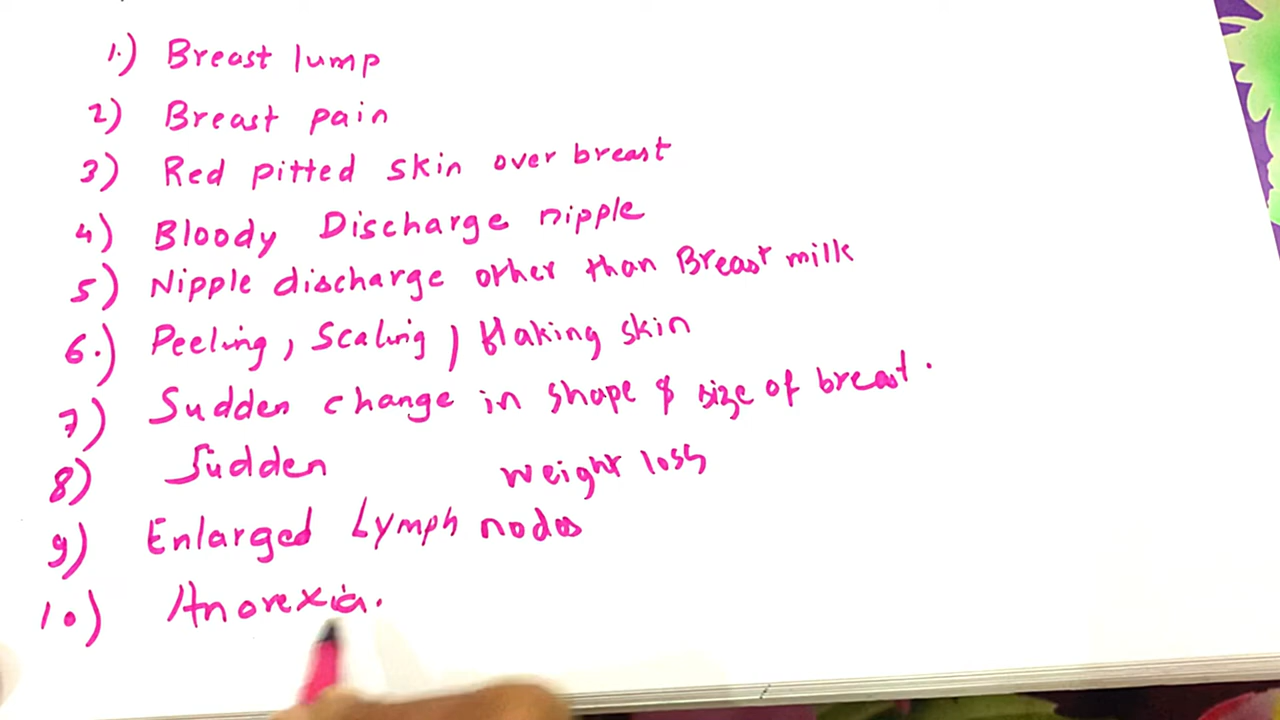 1.) Breast lump
2) Breast pain
3) Red pitted skin over breast
4) Bloody Discharge nipple
5) Nipple discharge other than Breast milk
6.) Peeling, Scaling, flaking skin
7) Sudden change in shape & size of breast.
8) Sudden weight loss
9) Enlarged Lymph nodes
10) Anorexia.